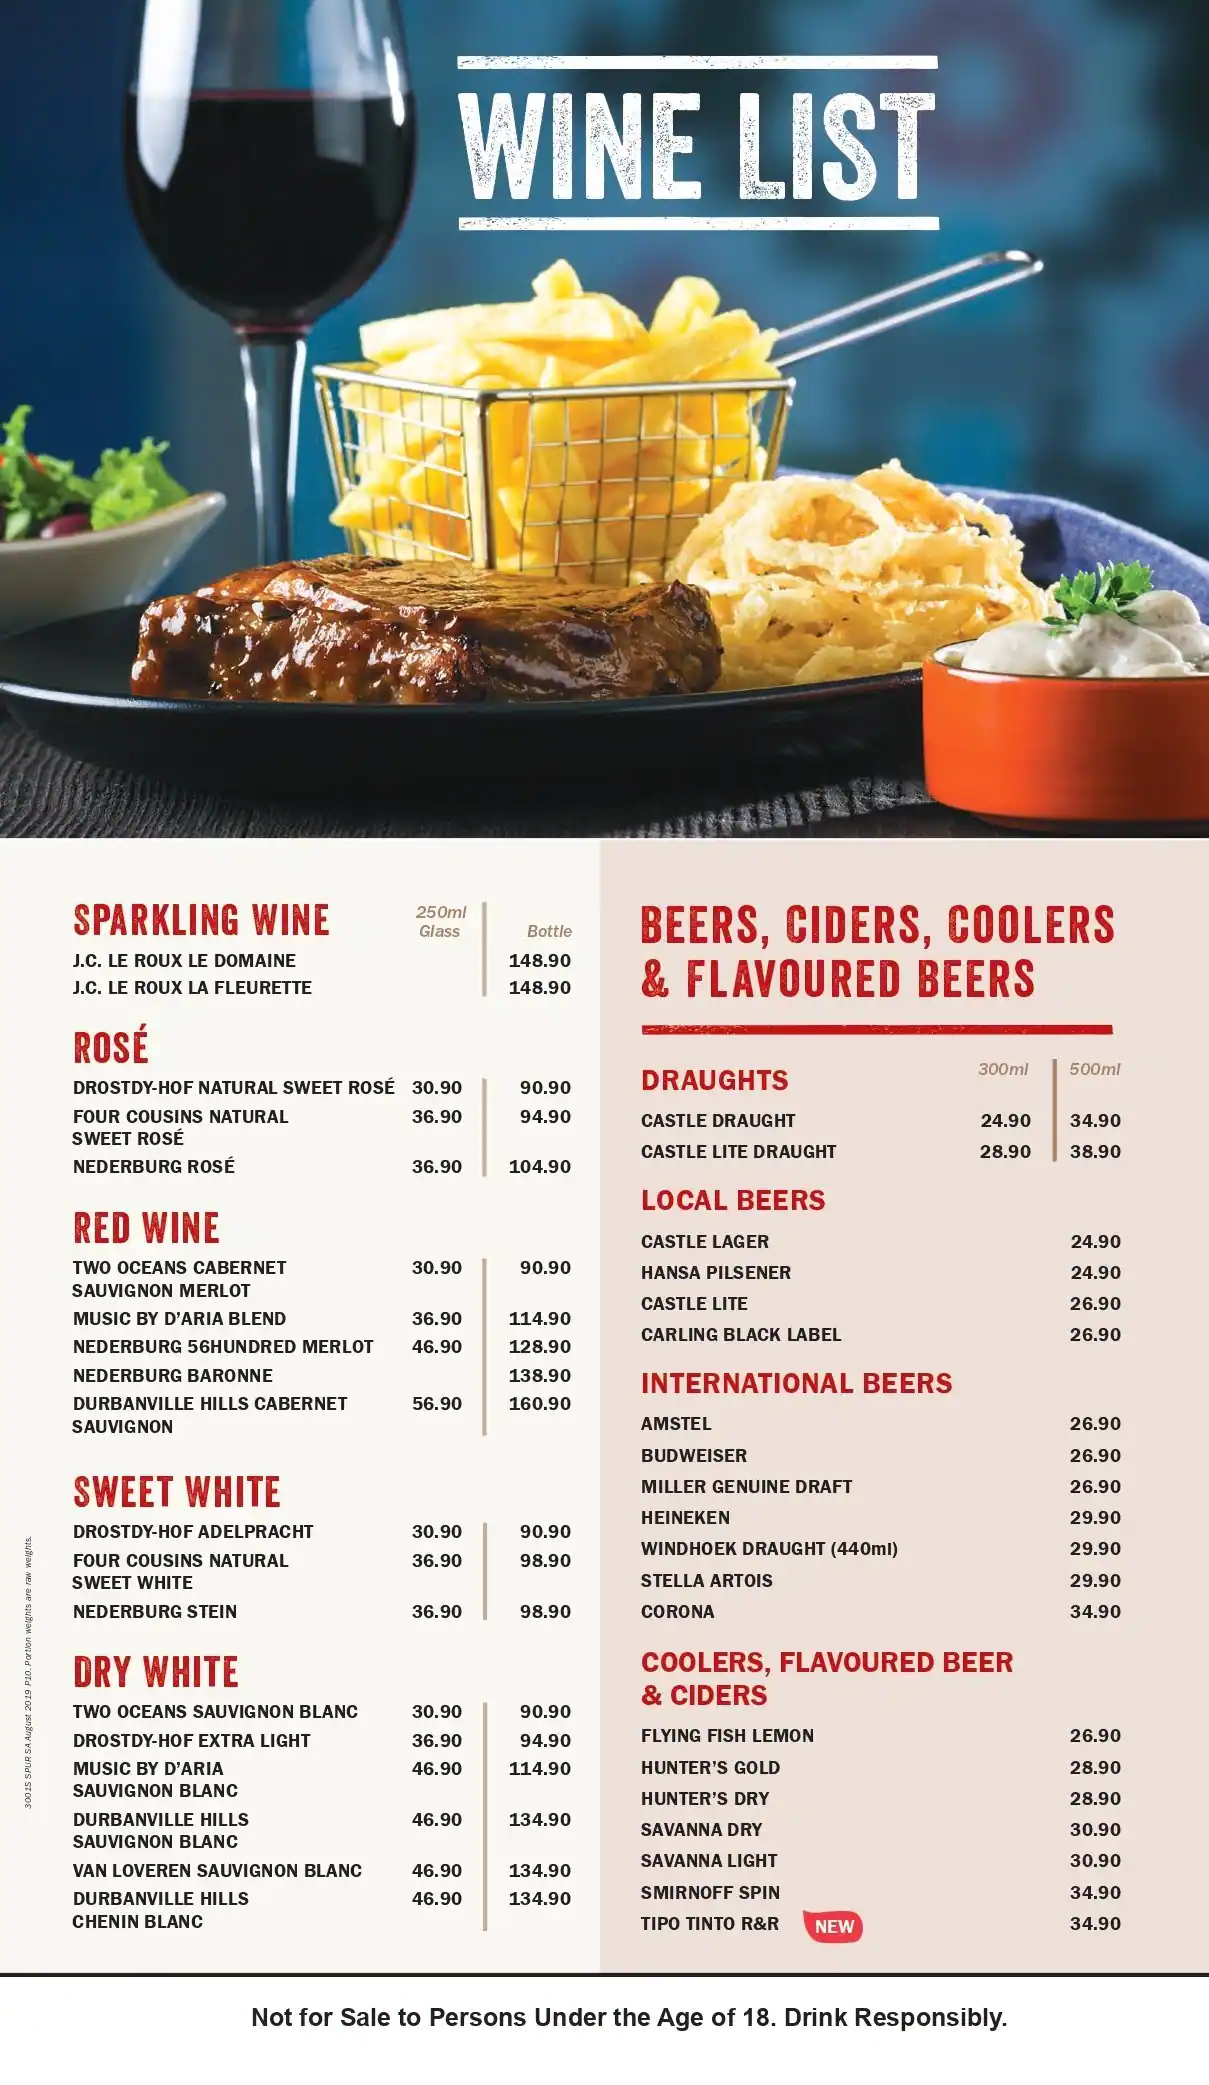 WINE LIST
SPARKLING WINE
250ml
Glass
Bottle
J.C. LE ROUX LE DOMAINE 148.90
J.C. LE ROUX LA FLEURETTE 148.90
ROSÉ
DROSTDY-HOF NATURAL SWEET ROSÉ 30.90 90.90
FOUR COUSINS NATURAL 36.90 94.90
SWEET ROSÉ
NEDERBURG ROSÉ 36.90 104.90
RED WINE
TWO OCEANS CABERNET 30.90 90.90
SAUVIGNON MERLOT
MUSIC BY D’ARIA BLEND 36.90 114.90
NEDERBURG 56HUNDRED MERLOT 46.90 128.90
NEDERBURG BARONNE 138.90
DURBANVILLE HILLS CABERNET 56.90 160.90
SAUVIGNON
SWEET WHITE
DROSTDY-HOF ADELPRACHT 30.90 90.90
FOUR COUSINS NATURAL 36.90 98.90
SWEET WHITE
NEDERBURG STEIN 36.90 98.90
DRY WHITE
TWO OCEANS SAUVIGNON BLANC 30.90 90.90
DROSTDY-HOF EXTRA LIGHT 36.90 94.90
MUSIC BY D’ARIA 46.90 114.90
SAUVIGNON BLANC
DURBANVILLE HILLS 46.90 134.90
SAUVIGNON BLANC
VAN LOVEREN SAUVIGNON BLANC 46.90 134.90
DURBANVILLE HILLS 46.90 134.90
CHENIN BLANC
3001S SPUR SA August 2019 P10. Portion weights are raw weights.
BEERS, CIDERS, COOLERS
& FLAVOURED BEERS
DRAUGHTS 300ml 500ml
CASTLE DRAUGHT 24.90 34.90
CASTLE LITE DRAUGHT 28.90 38.90
LOCAL BEERS
CASTLE LAGER 24.90
HANSA PILSENER 24.90
CASTLE LITE 26.90
CARLING BLACK LABEL 26.90
INTERNATIONAL BEERS
AMSTEL 26.90
BUDWEISER 26.90
MILLER GENUINE DRAFT 26.90
HEINEKEN 29.90
WINDHOEK DRAUGHT (440ml) 29.90
STELLA ARTOIS 29.90
CORONA 34.90
COOLERS, FLAVOURED BEER
& CIDERS
FLYING FISH LEMON 26.90
HUNTER’S GOLD 28.90
HUNTER’S DRY 28.90
SAVANNA DRY 30.90
SAVANNA LIGHT 30.90
SMIRNOFF SPIN 34.90
TIPO TINTO R&R NEW 34.90
Not for Sale to Persons Under the Age of 18. Drink Responsibly.